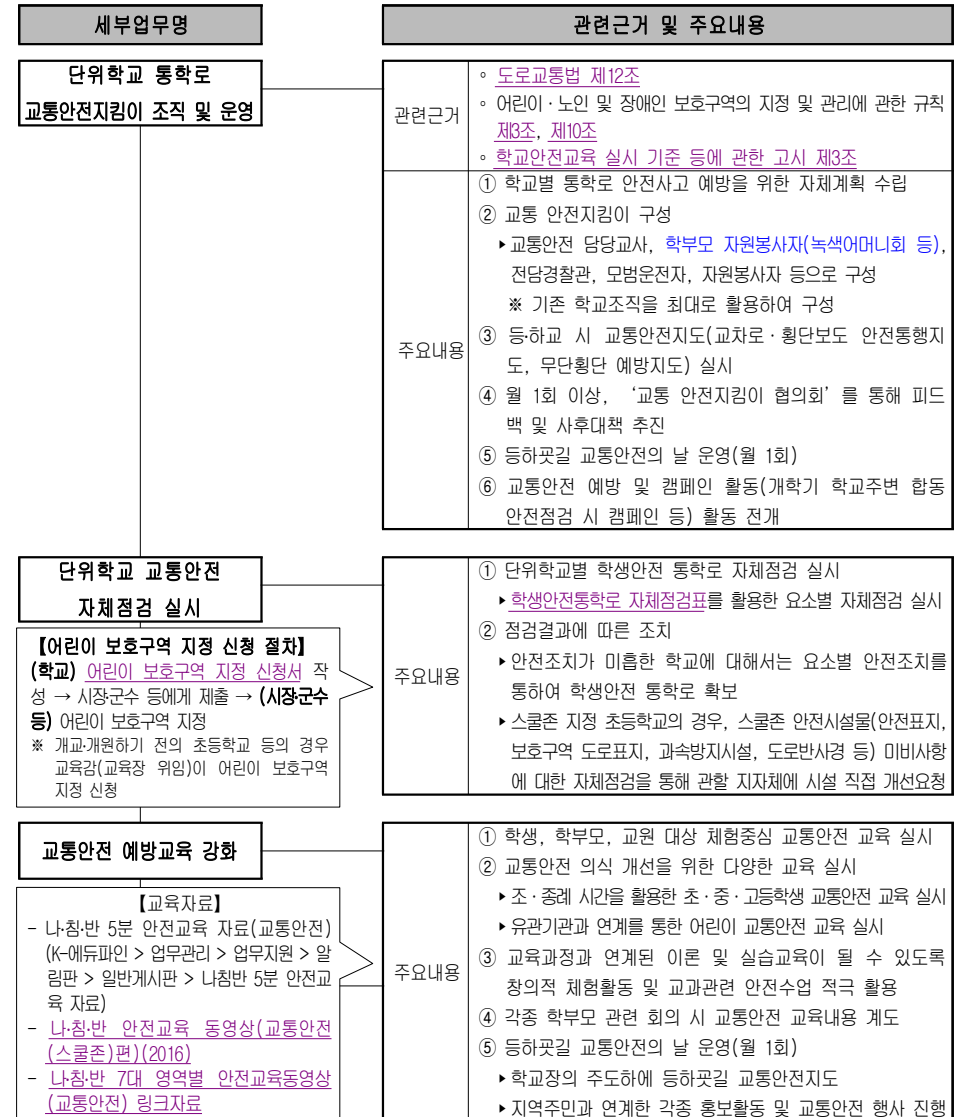 세부업무명
관련근거 및 주요내용
단위학교 통학로
교통안전지킴이 조직 및 운영
관련근거
◦ 도로교통법 제12조
◦ 어린이·노인 및 장애인 보호구역의 지정 및 관리에 관한 규칙
제3조, 제10조
◦ 학교안전교육 실시 기준 등에 관한 고시 제3조
주요내용
① 학교별 통학로 안전사고 예방을 위한 자체계획 수립
② 교통 안전지킴이 구성
▸교통안전 담당교사, 학부모 자원봉사자(녹색어머니회 등),
전담경찰관, 모범운전자, 자원봉사자 등으로 구성
※ 기존 학교조직을 최대로 활용하여 구성
③ 등·하교 시 교통안전지도(교차로·횡단보도 안전통행지
도, 무단횡단 예방지도) 실시
④ 월 1회 이상, ‘교통 안전지킴이 협의회’를 통해 피드
백 및 사후대책 추진
⑤ 등하굣길 교통안전의 날 운영(월 1회)
⑥ 교통안전 예방 및 캠페인 활동(개학기 학교주변 합동
안전점검 시 캠페인 등) 활동 전개
단위학교 교통안전
자체점검 실시
【어린이 보호구역 지정 신청 절차】
(학교) 어린이 보호구역 지정 신청서 작
성 → 시장·군수 등에게 제출 → (시장·군수
등) 어린이 보호구역 지정
※ 개교·개원하기 전의 초등학교 등의 경우
교육감(교육장 위임)이 어린이 보호구역
지정 신청
주요내용
① 단위학교별 학생안전 통학로 자체점검 실시
▸학생안전통학로 자체점검표를 활용한 요소별 자체점검 실시
② 점검결과에 따른 조치
▸안전조치가 미흡한 학교에 대해서는 요소별 안전조치를
통하여 학생안전 통학로 확보
▸스쿨존 지정 초등학교의 경우, 스쿨존 안전시설물(안전표지,
보호구역 도로표지, 과속방지시설, 도로반사경 등) 미비사항
에 대한 자체점검을 통해 관할 지자체에 시설 직접 개선요청
교통안전 예방교육 강화
【교육자료】
- 나·침·반 5분 안전교육 자료(교통안전)
(K-에듀파인 > 업무관리 > 업무지원 > 알
림판 > 일반게시판 > 나침반 5분 안전교
육 자료)
- 나·침·반 안전교육 동영상(교통안전
(스쿨존)편)(2016)
- 나·침·반 7대 영역별 안전교육동영상
(교통안전) 링크자료
주요내용
① 학생, 학부모, 교원 대상 체험중심 교통안전 교육 실시
② 교통안전 의식 개선을 위한 다양한 교육 실시
▸조·종례 시간을 활용한 초·중·고등학생 교통안전 교육 실시
▸유관기관과 연계를 통한 어린이 교통안전 교육 실시
③ 교육과정과 연계된 이론 및 실습교육이 될 수 있도록
창의적 체험활동 및 교과관련 안전수업 적극 활용
④ 각종 학부모 관련 회의 시 교통안전 교육내용 계도
⑤ 등하굣길 교통안전의 날 운영(월 1회)
▸학교장의 주도하에 등하굣길 교통안전지도
▸지역주민과 연계한 각종 홍보활동 및 교통안전 행사 진행